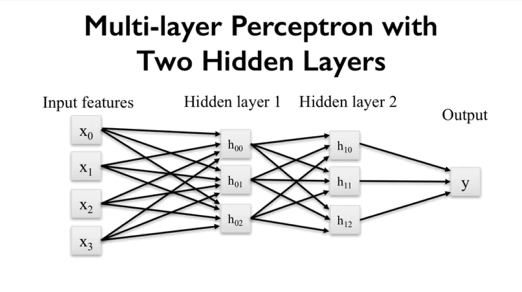 Multi-layer Perceptron with
Two Hidden Layers
Input features
Hidden layer 1
Hidden layer 2
Output
x0
x1
x2
x3
h00
h01
h02
h10
h11
h12
y